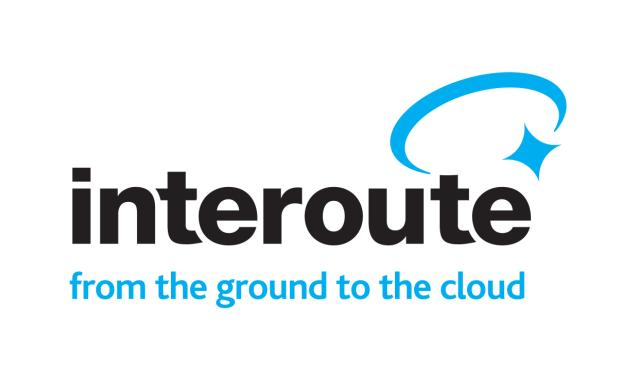 interoute
from the ground to the cloud